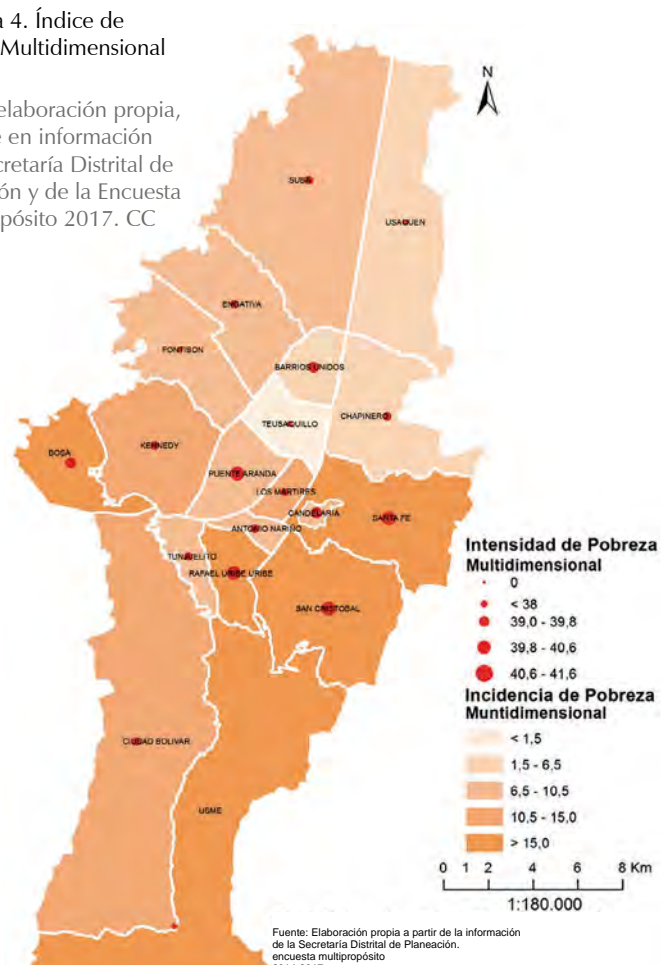 a 4. Índice de
Multidimensional
elaboración propia,
e en información
cretaría Distrital de
ón y de la Encuesta
pósito 2017. CC
N
SUBA
USAQUEN
ENGATIVA
FONTIBON
BARRIOS UNIDOS
TEUSAQUILLO
CHAPINERO
BOSA
KENNEDY
PUENTE ARANDA
LOS MARTIRES
CANDELARIA
SANTA FE
ANTONIO NARIÑO
TUNJUELITO
RAFAEL URIBE URIBE
SAN CRISTOBAL
CIUDAD BOLIVAR
USME
Intensidad de Pobreza
Multidimensional
0
< 38
39,0 - 39,8
39,8 - 40,6
40,6 - 41,6
Incidencia de Pobreza
Muntidimensional
< 1,5
1,5 - 6,5
6,5 - 10,5
10,5 - 15,0
> 15,0
0 1 2 4 6 8 Km
1:180.000
Fuente: Elaboración propia a partir de la información
de la Secretaría Distrital de Planeación.
encuesta multipropósito